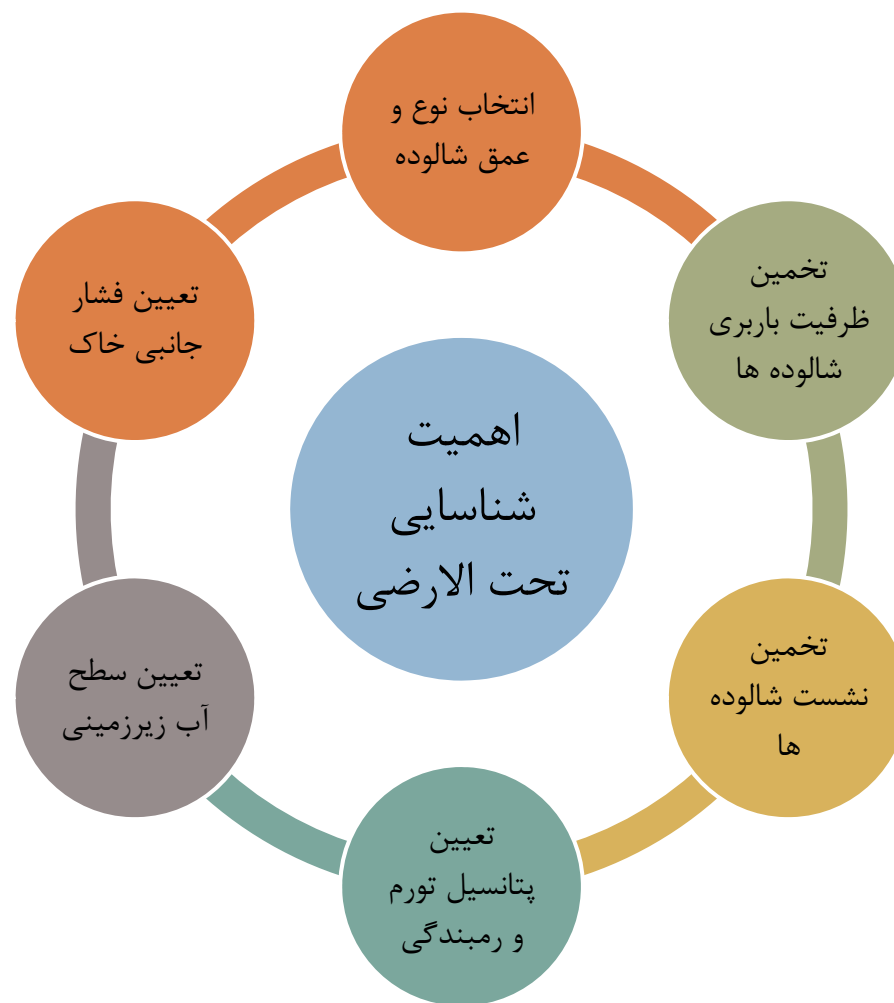 انتخاب نوع و
عمق شالوده
تخمین
ظرفیت باربری
شالوده ها
تخمین
نشست شالوده
ها
تعیین
پتانسیل تورم
و رمبندگی
تعیین سطح
آب زیرزمینی
تعیین فشار
جانبی خاک
اهمیت
شناسایی
تحت الارضی